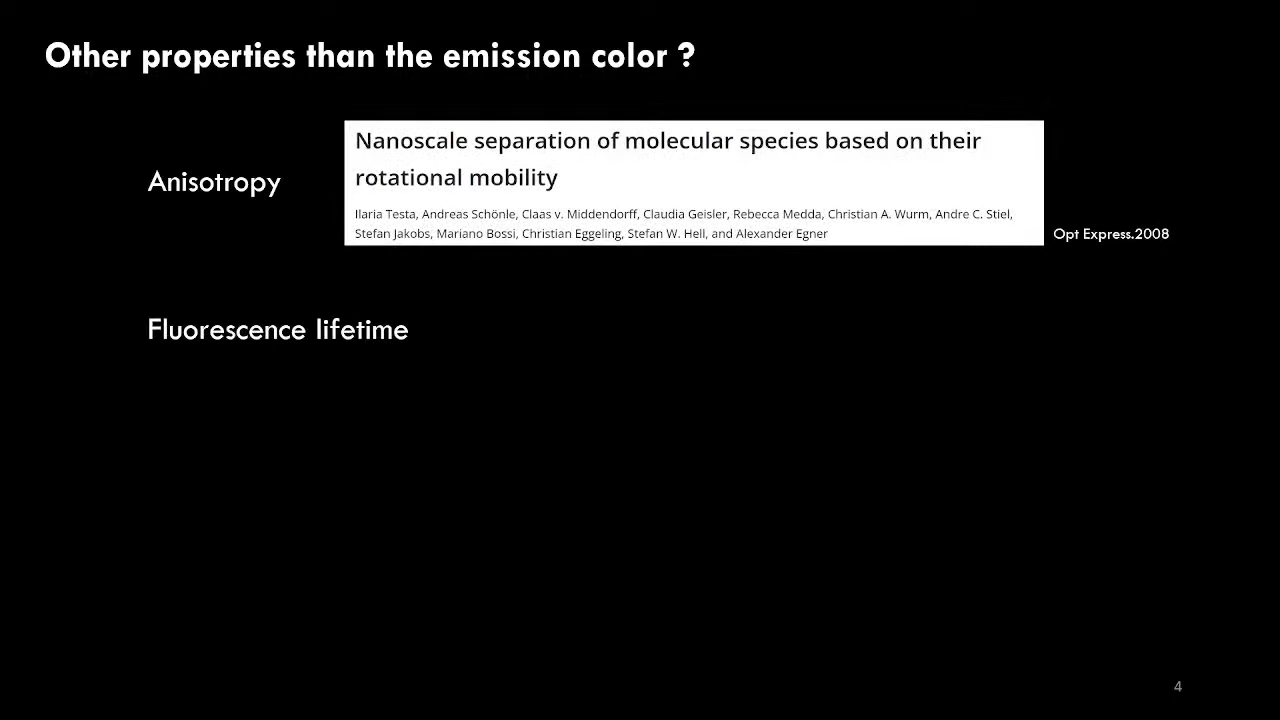 Other properties than the emission color ?
Anisotropy
Nanoscale separation of molecular species based on their
rotational mobility
Ilaria Testa, Andreas Schönle, Claas v. Middendorff, Claudia Geisler, Rebecca Medda, Christian A. Wurm, Andre C. Stiel,
Stefan Jakobs, Mariano Bossi, Christian Eggeling, Stefan W. Hell, and Alexander Egner
Opt Express.2008
Fluorescence lifetime
4